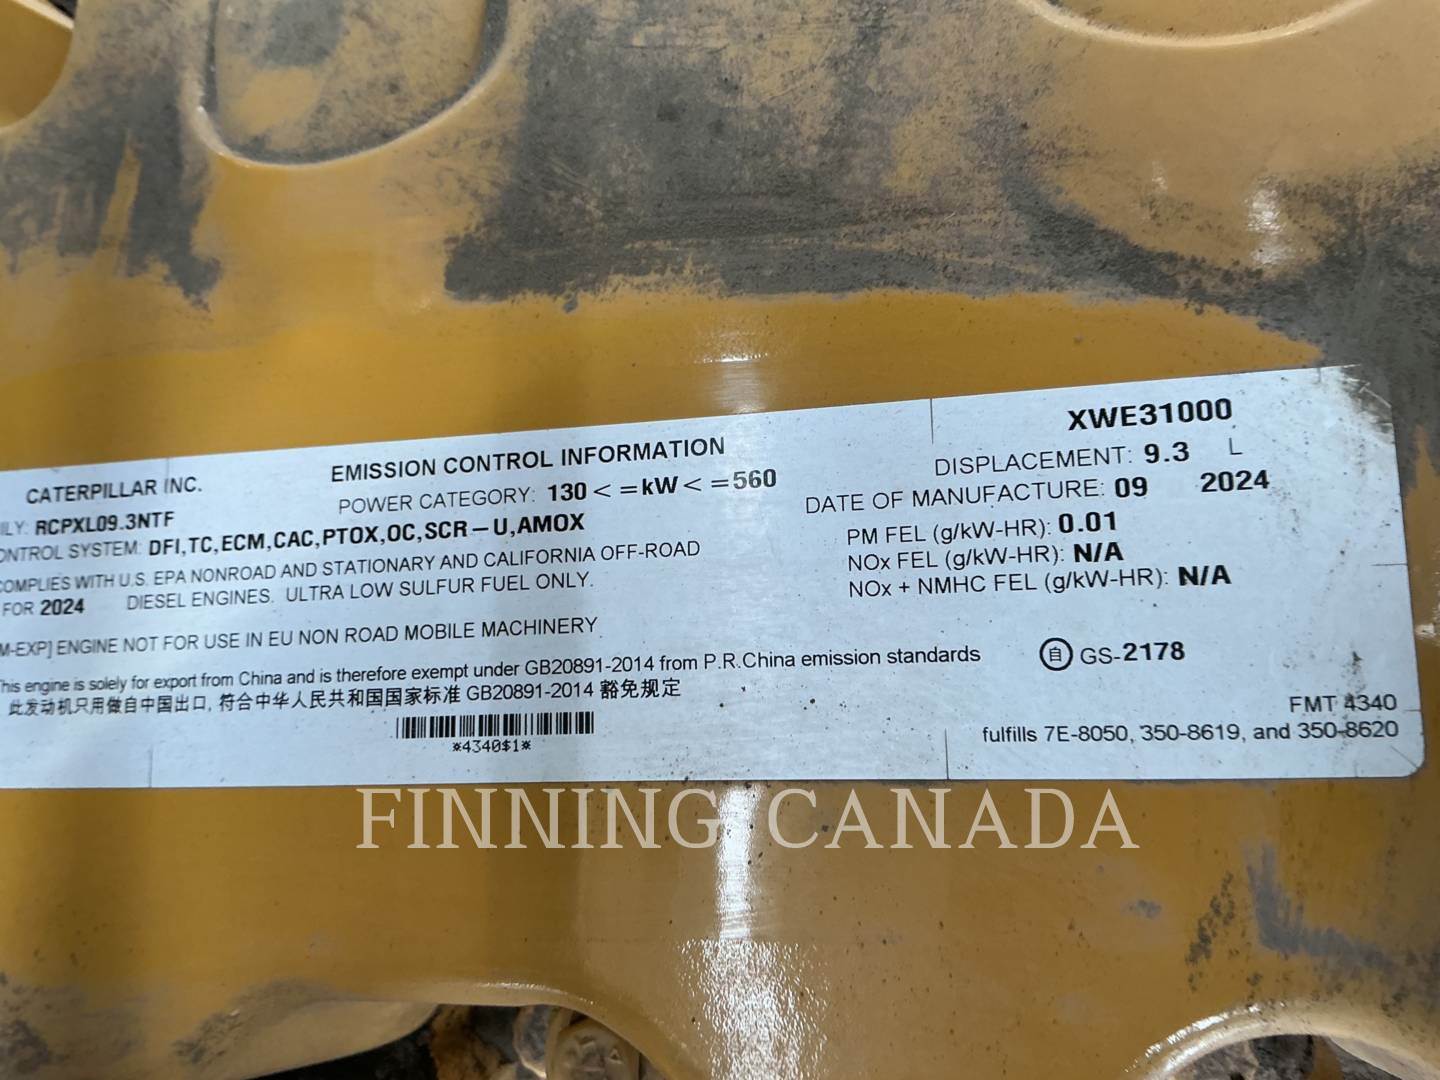 CATERPILLAR INC.
EMISSION CONTROL INFORMATION
XWE31000
ILY: RCPXL09.3NTF
POWER CATEGORY: 130<=kW<=560
DISPLACEMENT: 9.3 L
ONTROL SYSTEM: DFI,TC,ECM,CAC,PTOX,OC,SCR-U,AMOX
DATE OF MANUFACTURE: 09 2024
COMPLIES WITH U.S. EPA NONROAD AND STATIONARY AND CALIFORNIA OFF-ROAD
PM FEL (g/kW-HR): 0.01
FOR 2024 DIESEL ENGINES. ULTRA LOW SULFUR FUEL ONLY.
NOx FEL (g/kW-HR): N/A
NOx + NMHC FEL (g/kW-HR): N/A
M-EXP] ENGINE NOT FOR USE IN EU NON ROAD MOBILE MACHINERY
This engine is solely for export from China and is therefore exempt under GB20891-2014 from P.R.China emission standards
自 GS-2178
此发动机只用做自中国出口, 符合中华人民共和国国家标准 GB20891-2014 豁免规定
*4340$1*
FMT 4340
fulfills 7E-8050, 350-8619, and 350-8620
FINNING CANADA